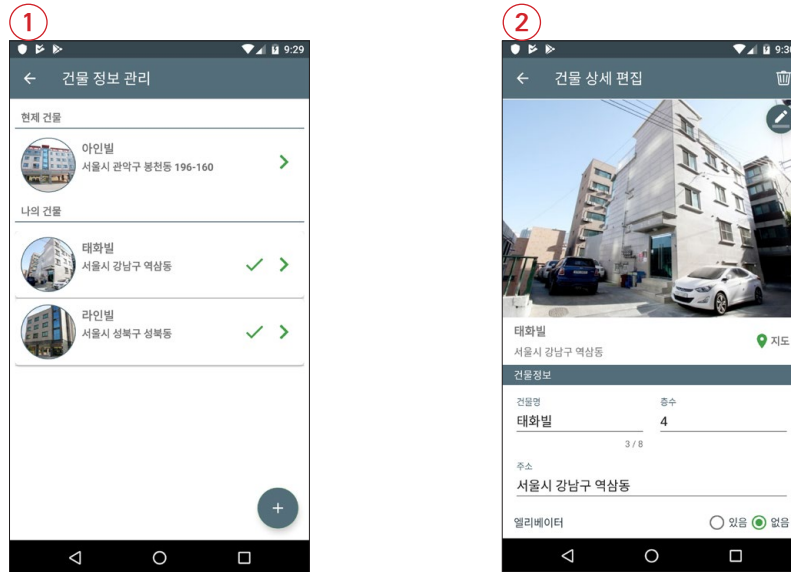 1
9:29
건물 정보 관리
현제 건물
아인빌
서울시 관악구 봉천동 196-160
나의 건물
태화빌
서울시 강남구 역삼동
라인빌
서울시 성북구 성북동
2
9:30
건물 상세 편집
태화빌
서울시 강남구 역삼동
지도
건물정보
건물명
층수
태화빌
4
3 / 8
주소
서울시 강남구 역삼동
엘리베이터
있음
없음